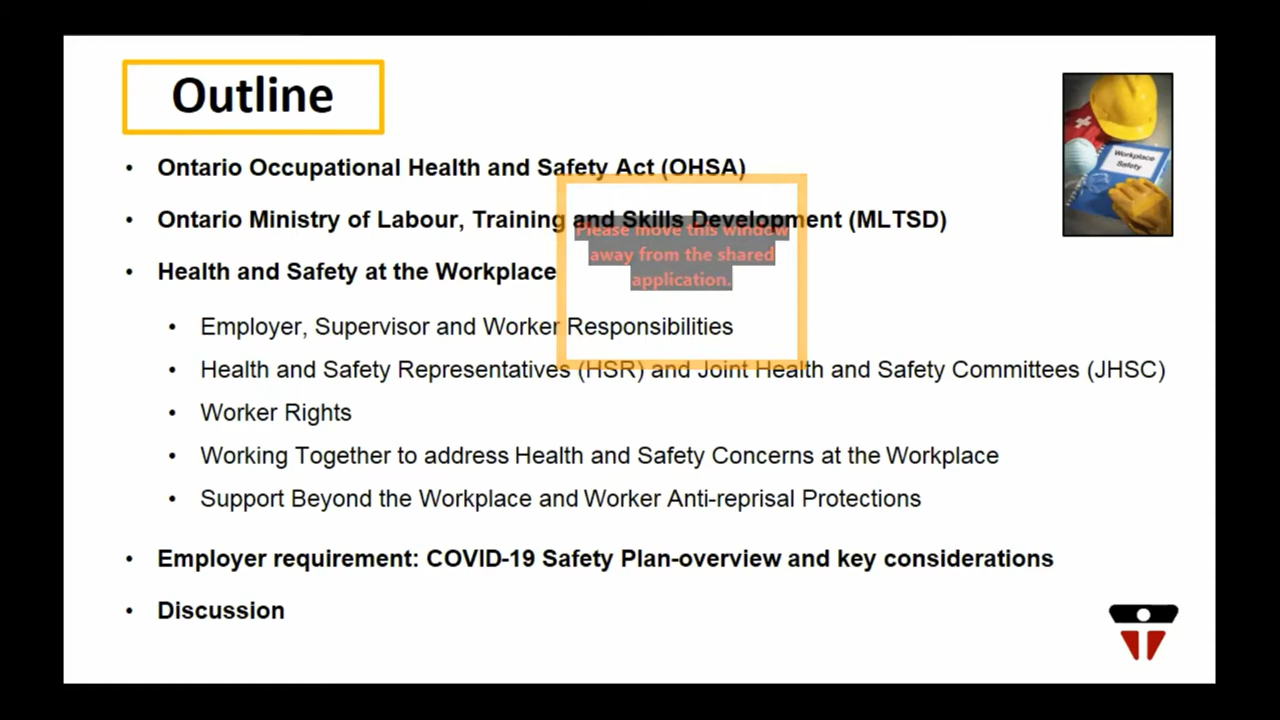 Outline
Workplace
Safety
• Ontario Occupational Health and Safety Act (OHSA)
• Ontario Ministry of Labour, Training and Skills Development (MLTSD)
Please move this window
away from the shared
application.
• Health and Safety at the Workplace
• Employer, Supervisor and Worker Responsibilities
• Health and Safety Representatives (HSR) and Joint Health and Safety Committees (JHSC)
• Worker Rights
• Working Together to address Health and Safety Concerns at the Workplace
• Support Beyond the Workplace and Worker Anti-reprisal Protections
• Employer requirement: COVID-19 Safety Plan-overview and key considerations
• Discussion